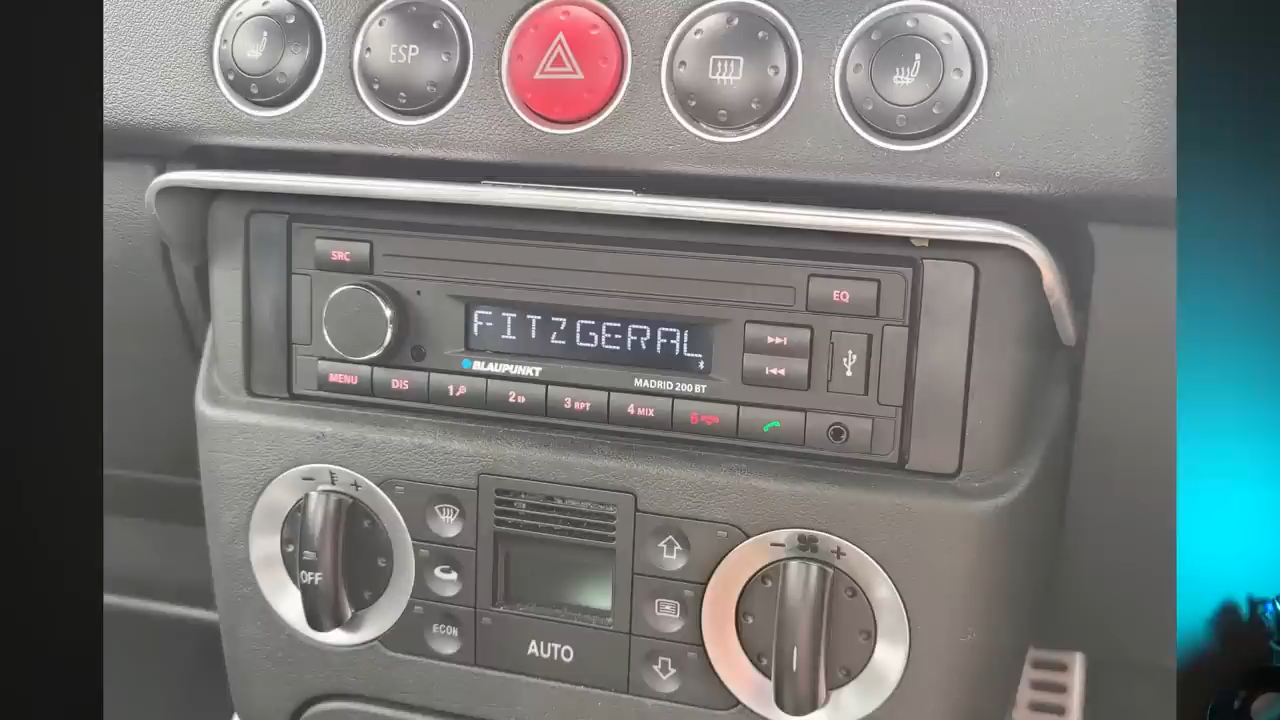 ESP
SRC
EQ
FITZGERAL
BLAUPUNKT
MADRID 200 BT
MENU
DIS
1
2
3 RPT
4 MIX
5
- +
OFF
- +
ECON
AUTO